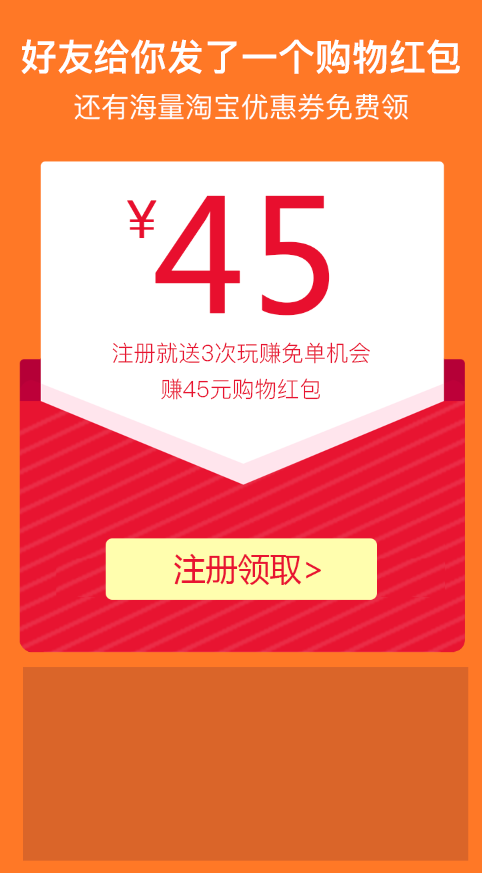 好友给你发了一个购物红包
还有海量淘宝优惠券免费领
¥45
注册就送3次玩赚免单机会
赚45元购物红包
注册领取>